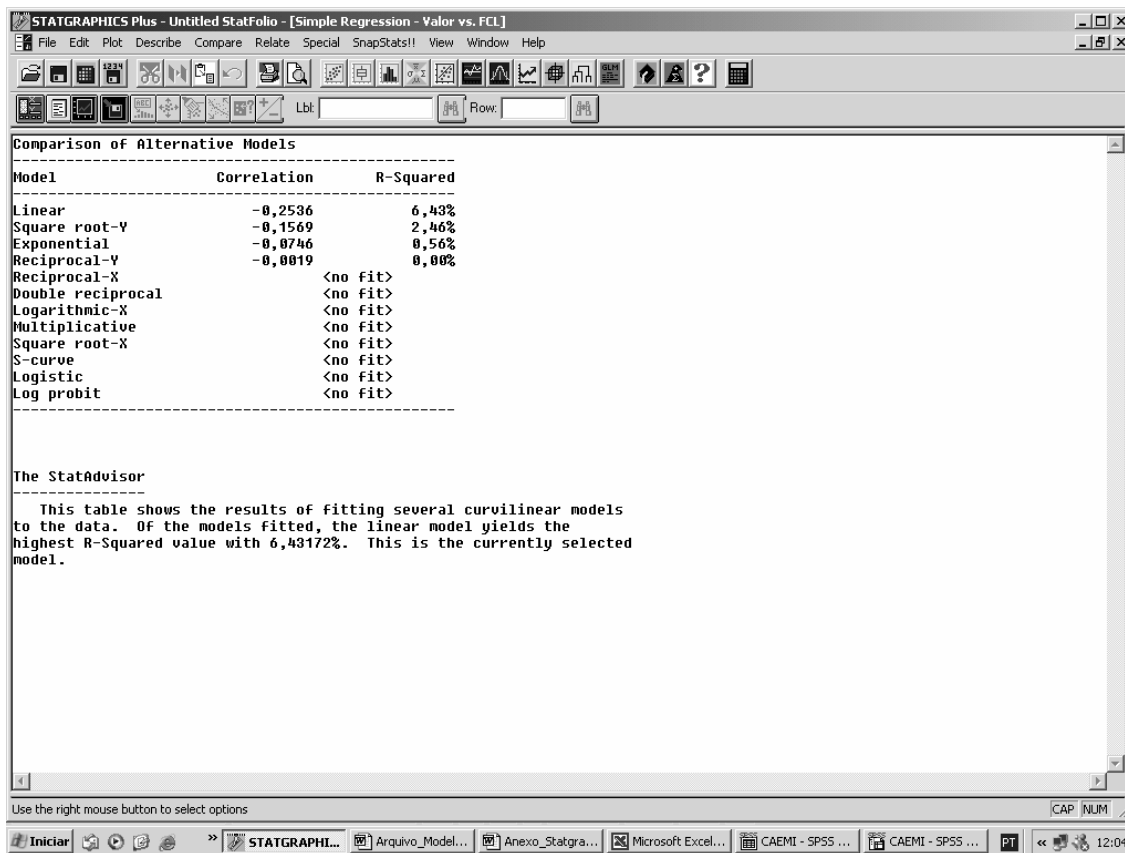 STATGRAPHICS Plus - Untitled StatFolio - [Simple Regression - Valor vs. FCL]
File Edit Plot Describe Compare Relate Special SnapStats!! View Window Help
Lbl: Row:
Comparison of Alternative Models
Model Correlation R-Squared
Linear -0,2536 6,43%
Square root-Y -0,1569 2,46%
Exponential -0,0746 0,56%
Reciprocal-Y -0,0019 0,00%
Reciprocal-X <no fit>
Double reciprocal <no fit>
Logarithmic-X <no fit>
Multiplicative <no fit>
Square root-X <no fit>
S-curve <no fit>
Logistic <no fit>
Log probit <no fit>
The StatAdvisor
This table shows the results of fitting several curvilinear models
to the data. Of the models fitted, the linear model yields the
highest R-Squared value with 6,43172%. This is the currently selected
model.
Use the right mouse button to select options CAP NUM
Iniciar » STATGRAPHI... Arquivo_Model... Anexo_Statgra... Microsoft Excel... CAEMI - SPSS ... CAEMI - SPSS ... PT « 12:04